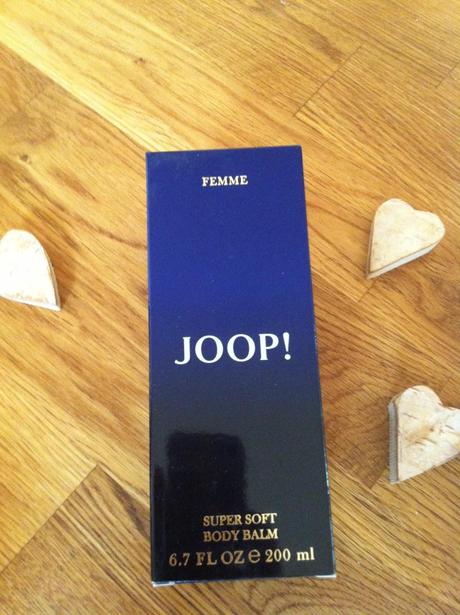 FEMME
JOOP!
SUPER SOFT
BODY BALM
6.7 FL OZ ℮ 200 ml